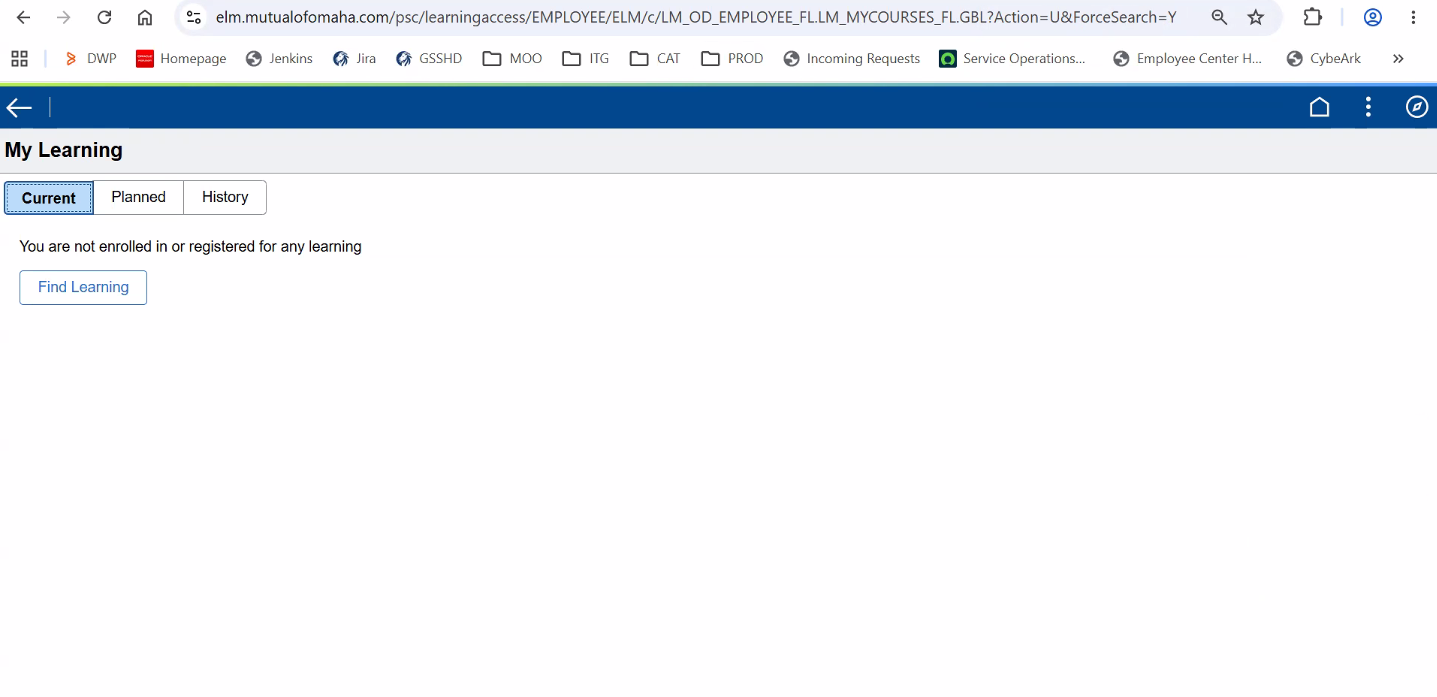 elm.mutualofomaha.com/psc/learningaccess/EMPLOYEE/ELM/c/LM_OD_EMPLOYEE_FL.LM_MYCOURSES_FL.GBL?Action=U&ForceSearch=Y
DWP Homepage Jenkins Jira GSSHD MOO ITG CAT PROD Incoming Requests Service Operations... Employee Center H... CybeArk
My Learning
Current Planned History
You are not enrolled in or registered for any learning
Find Learning